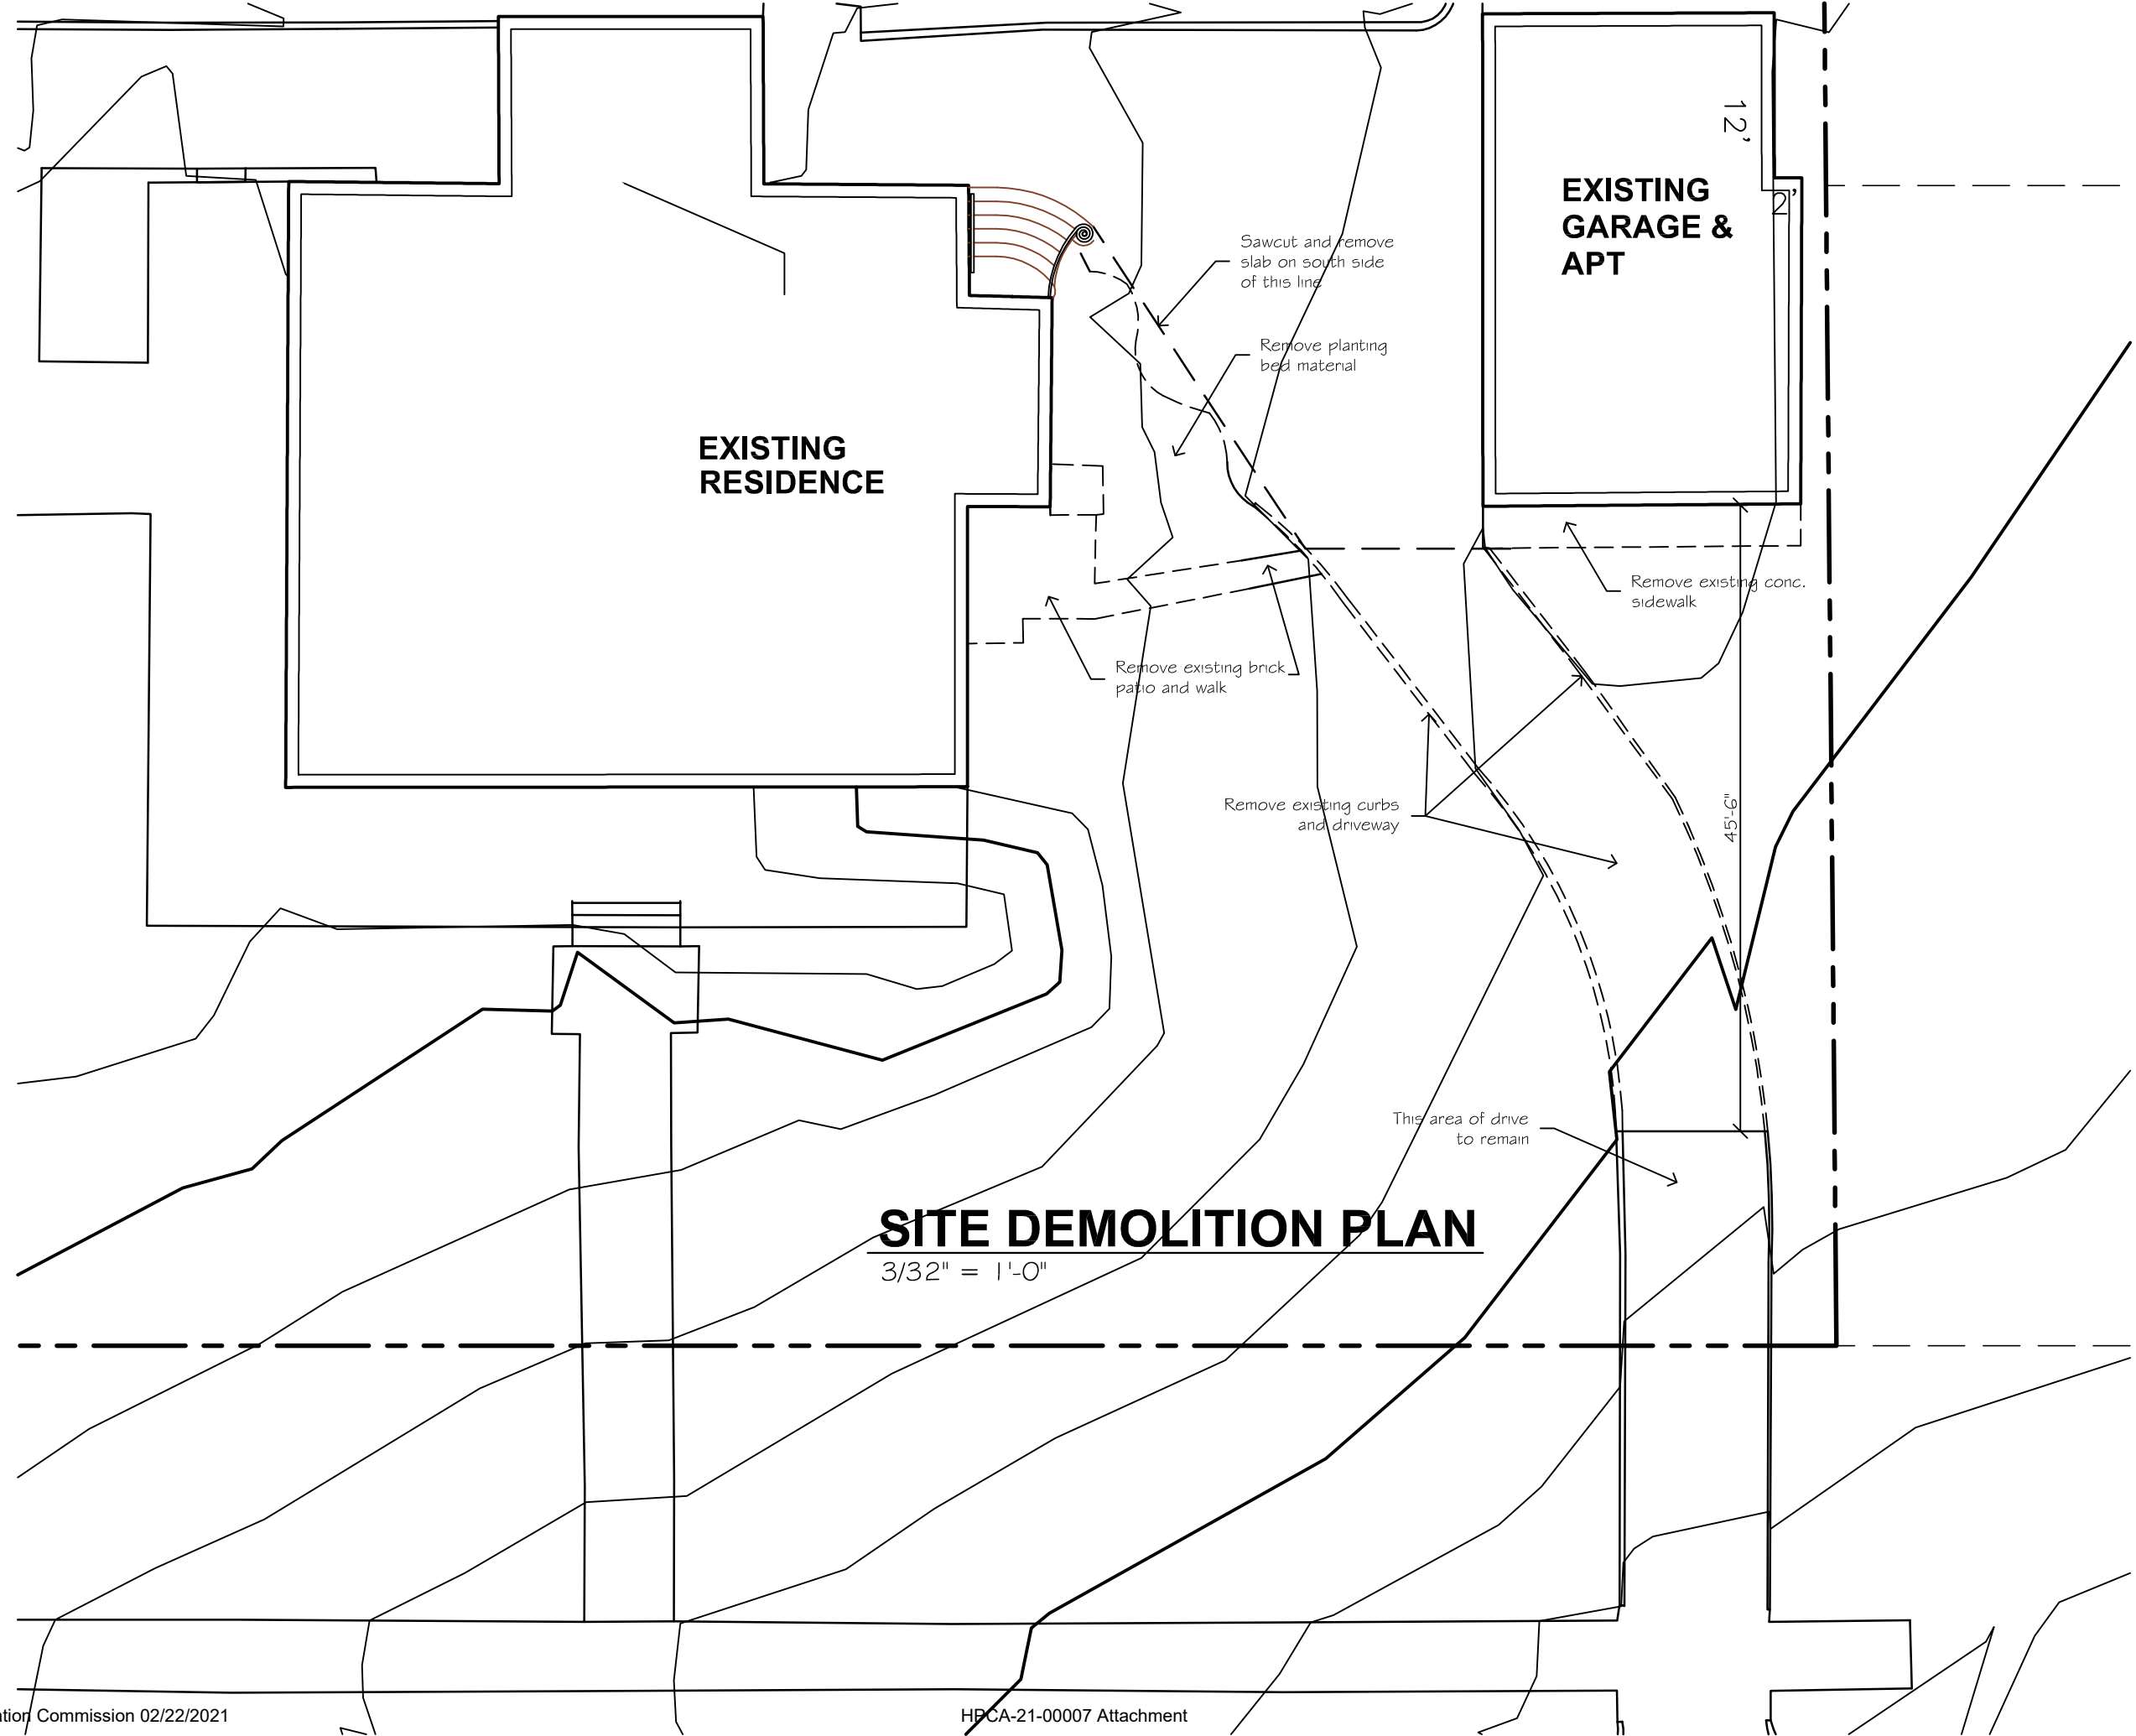 12'
EXISTING
GARAGE &
APT
2'
Sawcut and remove
slab on south side
of this line
Remove planting
bed material
EXISTING
RESIDENCE
Remove existing conc.
sidewalk
Remove existing brick
patio and walk
Remove existing curbs
and driveway
45'-6"
This area of drive
to remain
SITE DEMOLITION PLAN
3/32" = 1'-0"
ation Commission 02/22/2021
HPCA-21-00007 Attachment